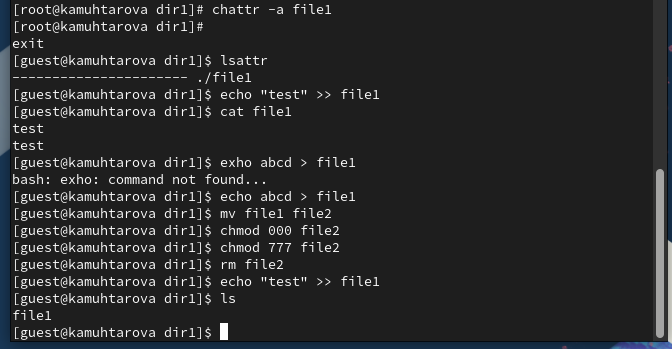 [root@kamuhtarova dir1]# chattr -a file1
[root@kamuhtarova dir1]#
exit
[guest@kamuhtarova dir1]$ lsattr
---------------------- ./file1
[guest@kamuhtarova dir1]$ echo "test" >> file1
[guest@kamuhtarova dir1]$ cat file1
test
test
[guest@kamuhtarova dir1]$ exho abcd > file1
bash: exho: command not found...
[guest@kamuhtarova dir1]$ echo abcd > file1
[guest@kamuhtarova dir1]$ mv file1 file2
[guest@kamuhtarova dir1]$ chmod 000 file2
[guest@kamuhtarova dir1]$ chmod 777 file2
[guest@kamuhtarova dir1]$ rm file2
[guest@kamuhtarova dir1]$ echo "test" >> file1
[guest@kamuhtarova dir1]$ ls
file1
[guest@kamuhtarova dir1]$